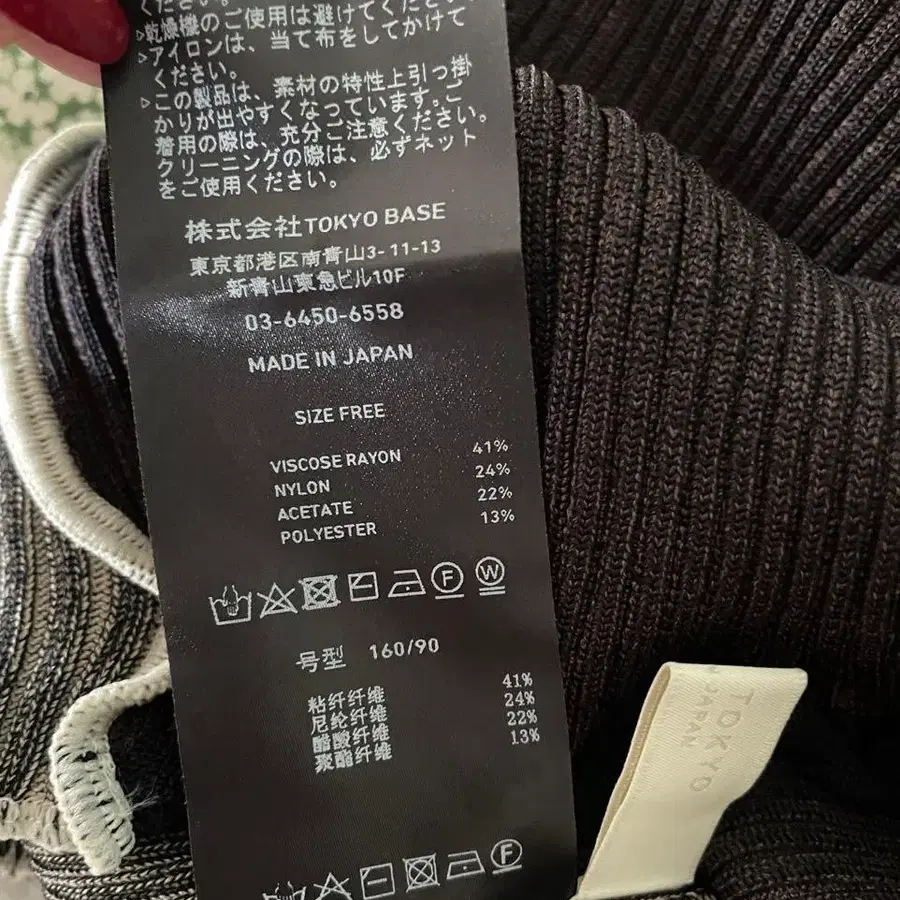 ください。
▷乾燥機のご使用は避けてください
▷アイロンは、当て布をしてかけて
ください。
▷この製品は、素材の特性上引っ掛
かりが出やすくなっています。ご
着用の際は、充分ご注意ください。
クリーニングの際は、必ずネット
をご使用ください。
株式会社TOKYO BASE
東京都港区南青山3-11-13
新青山東急ビル10F
03-6450-6558
MADE IN JAPAN
SIZE FREE
VISCOSE RAYON 41%
NYLON 24%
ACETATE 22%
POLYESTER 13%
F W
号型 160/90
粘纤纤维 41%
尼纶纤维 24%
醋酸纤维 22%
聚酯纤维 13%
F
TOKYO
N JAPAN